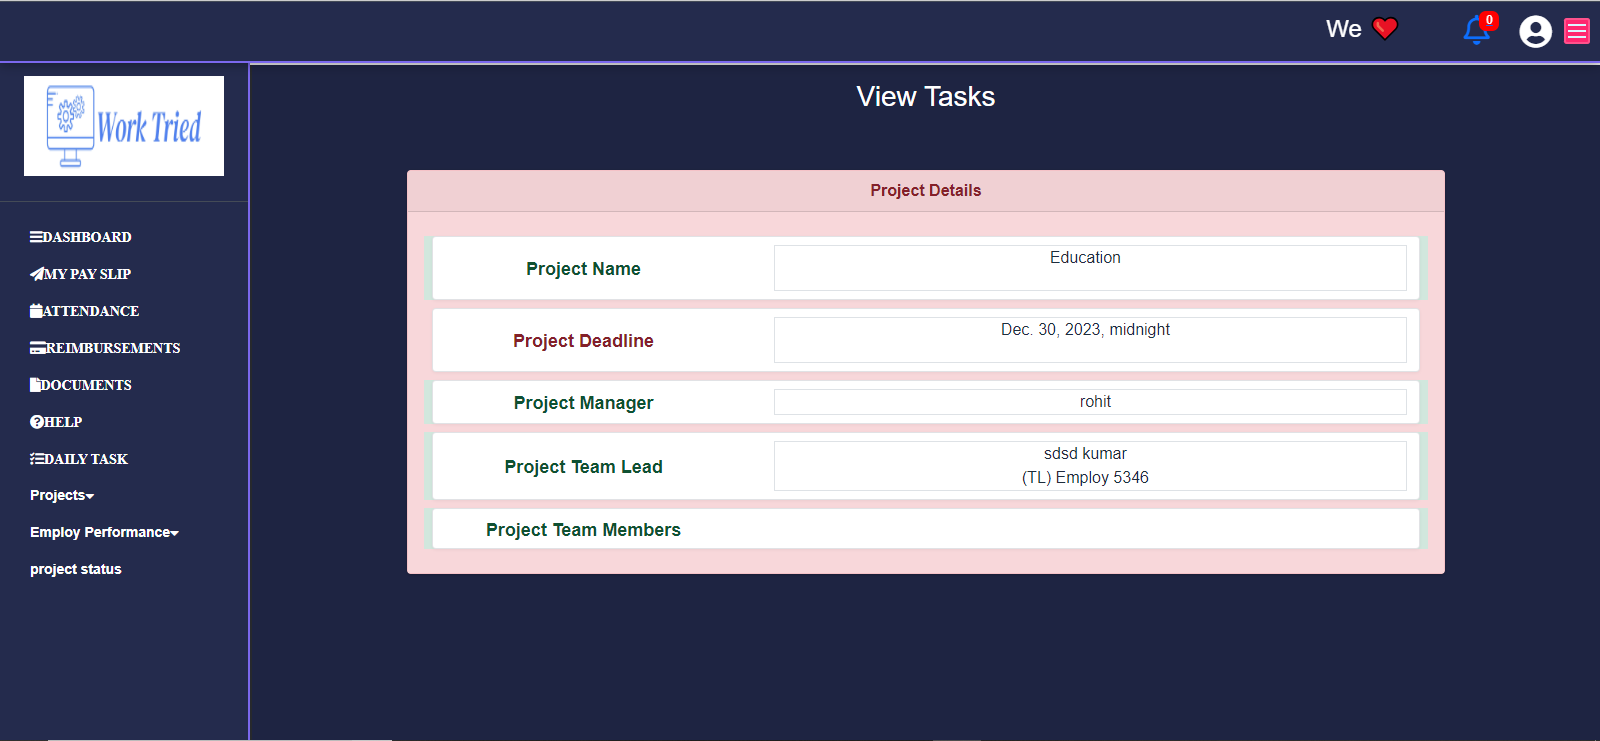 We
0
Work Tried
View Tasks
Project Details
Project Name
Education
Project Deadline
Dec. 30, 2023, midnight
Project Manager
rohit
Project Team Lead
sdsd kumar
(TL) Employ 5346
Project Team Members
DASHBOARD
MY PAY SLIP
ATTENDANCE
REIMBURSEMENTS
DOCUMENTS
HELP
DAILY TASK
Projects
Employ Performance
project status